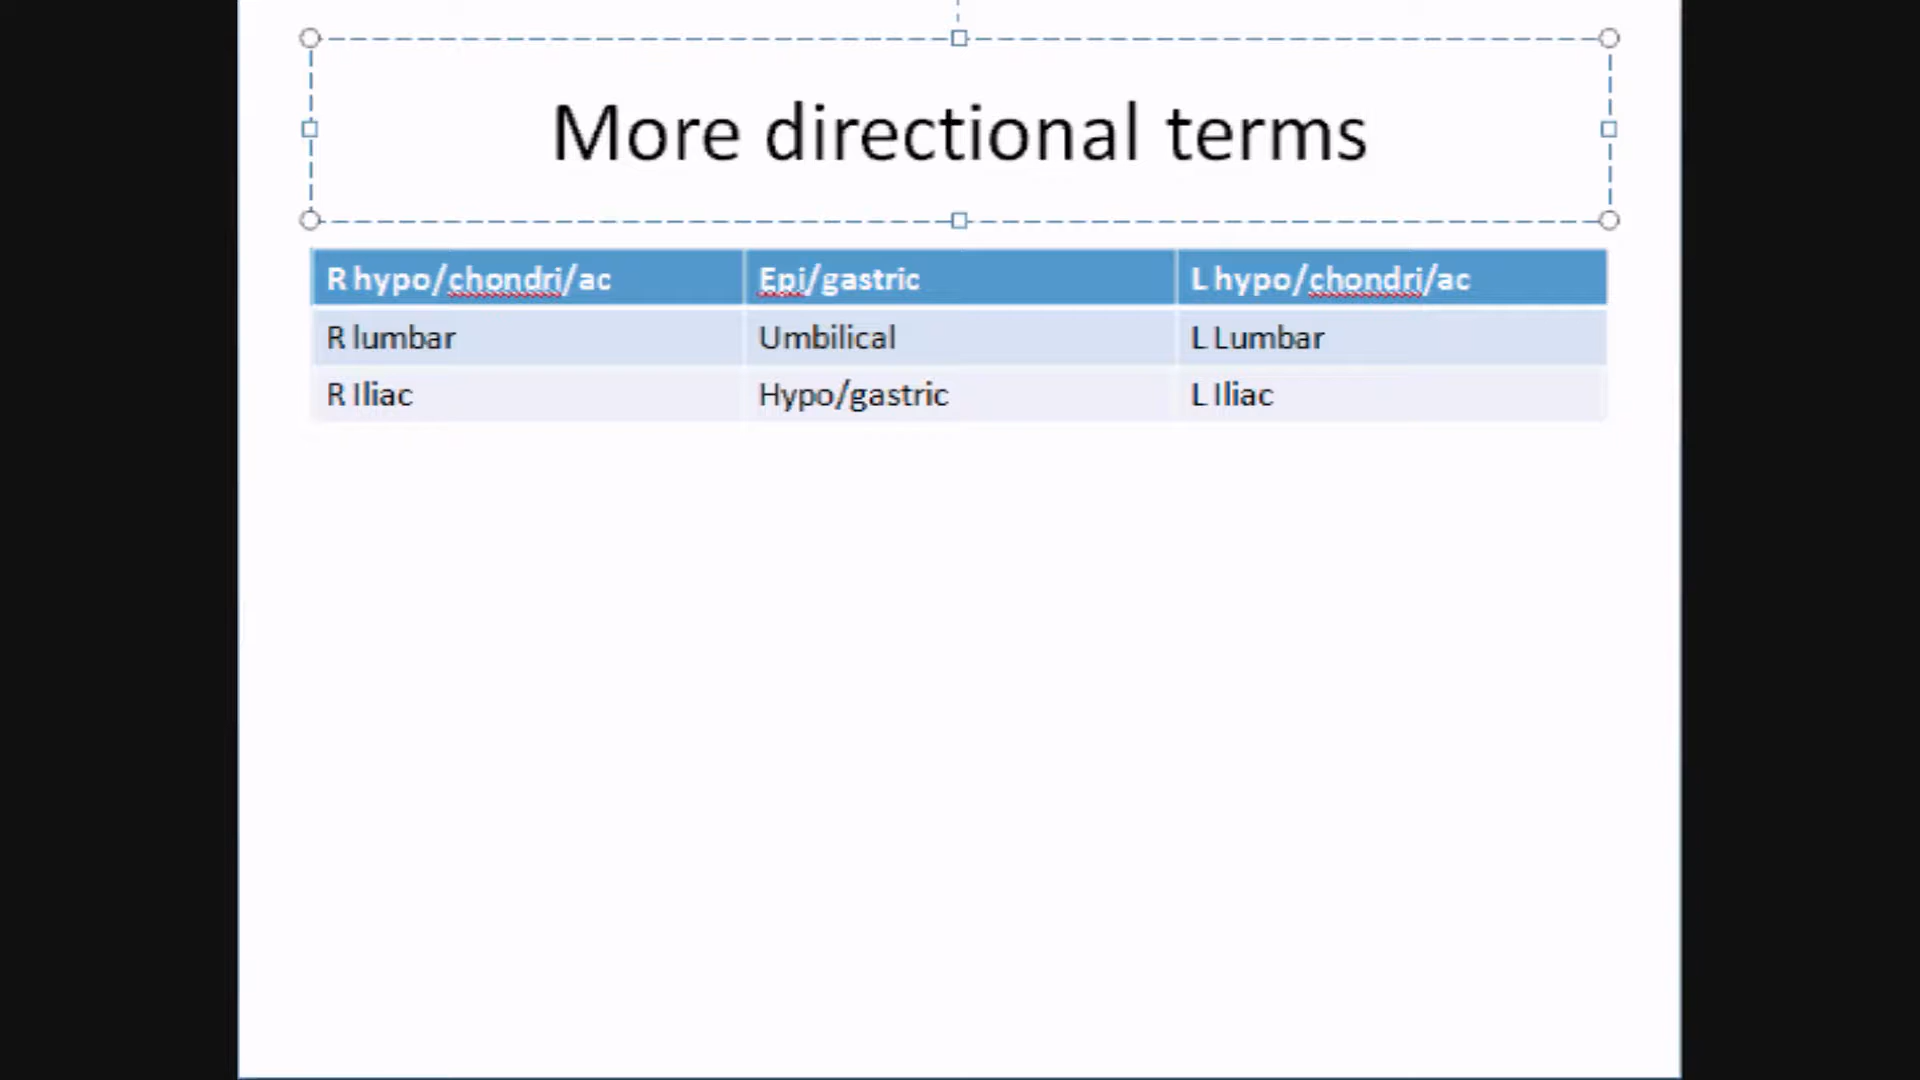 More directional terms
R hypo/chondri/ac Epi/gastric L hypo/chondri/ac
R lumbar Umbilical L Lumbar
R Iliac Hypo/gastric L Iliac